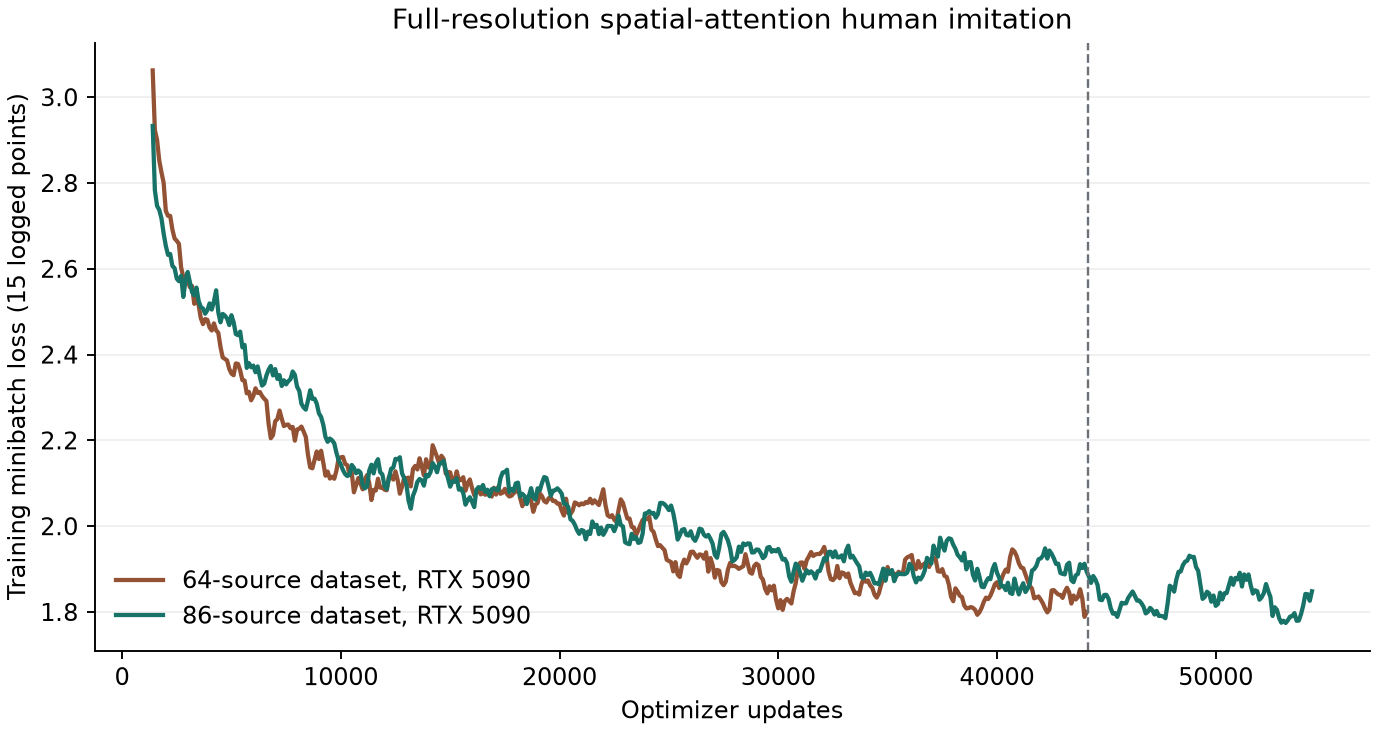 Full-resolution spatial-attention human imitation
Training minibatch loss (15 logged points)
3.0
2.8
2.6
2.4
2.2
2.0
1.8
64-source dataset, RTX 5090
86-source dataset, RTX 5090
0 10000 20000 30000 40000 50000
Optimizer updates